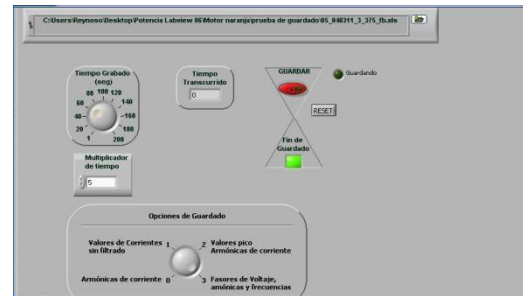 C:\Users\Reynoso\Desktop\Potencia Labview 86\Motor naranja\prueba de guardado\05_040311_3_375_fb.xls
Tiempo Grabado
(seg)
80 100 120
60 140
40 160
20 180
1 200
Tiempo
Transcurrido
0
GUARDAR
Guardando
RESET
Fin de
Guardado
Multiplicador
de tiempo
5
Opciones de Guardado
Valores de Corrientes 1
sin filtrado
2 Valores pico
Armónicas de corriente
Armónicas de corriente 0
3 Fasores de Voltaje,
amónicas y frecuencias